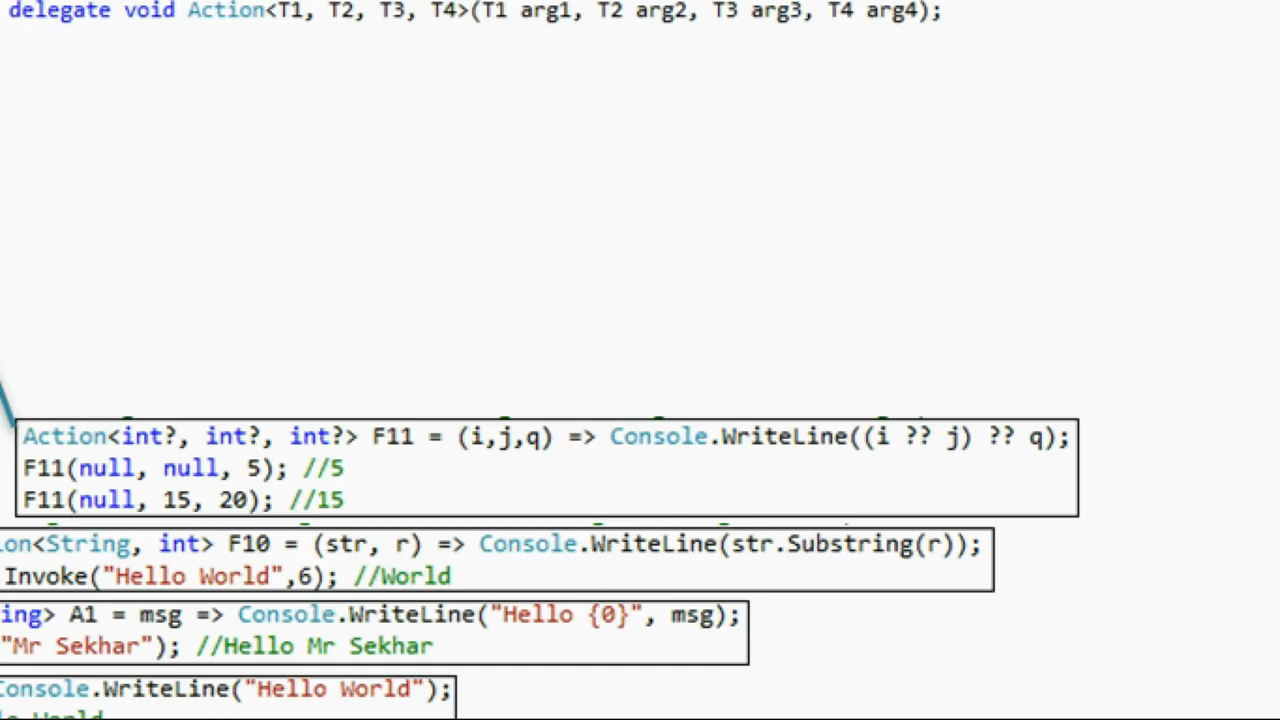 delegate void Action<T1, T2, T3, T4>(T1 arg1, T2 arg2, T3 arg3, T4 arg4);
Action<int?, int?, int?> F11 = (i,j,q) => Console.WriteLine((i ?? j) ?? q);
F11(null, null, 5); //5
F11(null, 15, 20); //15
ion<String, int> F10 = (str, r) => Console.WriteLine(str.Substring(r));
Invoke("Hello World",6); //World
ing> A1 = msg => Console.WriteLine("Hello {0}", msg);
"Mr Sekhar"); //Hello Mr Sekhar
Console.WriteLine("Hello World");
lo World